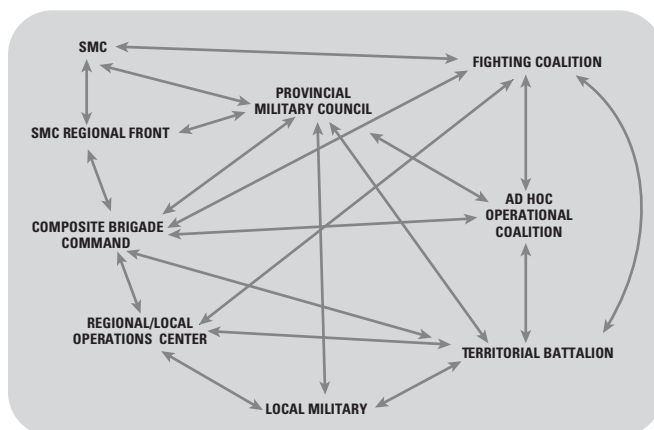 SMC
FIGHTING COALITION
PROVINCIAL
MILITARY COUNCIL
SMC REGIONAL FRONT
AD HOC
OPERATIONAL
COALITION
COMPOSITE BRIGADE
COMMAND
REGIONAL/LOCAL
OPERATIONS CENTER
TERRITORIAL BATTALION
LOCAL MILITARY